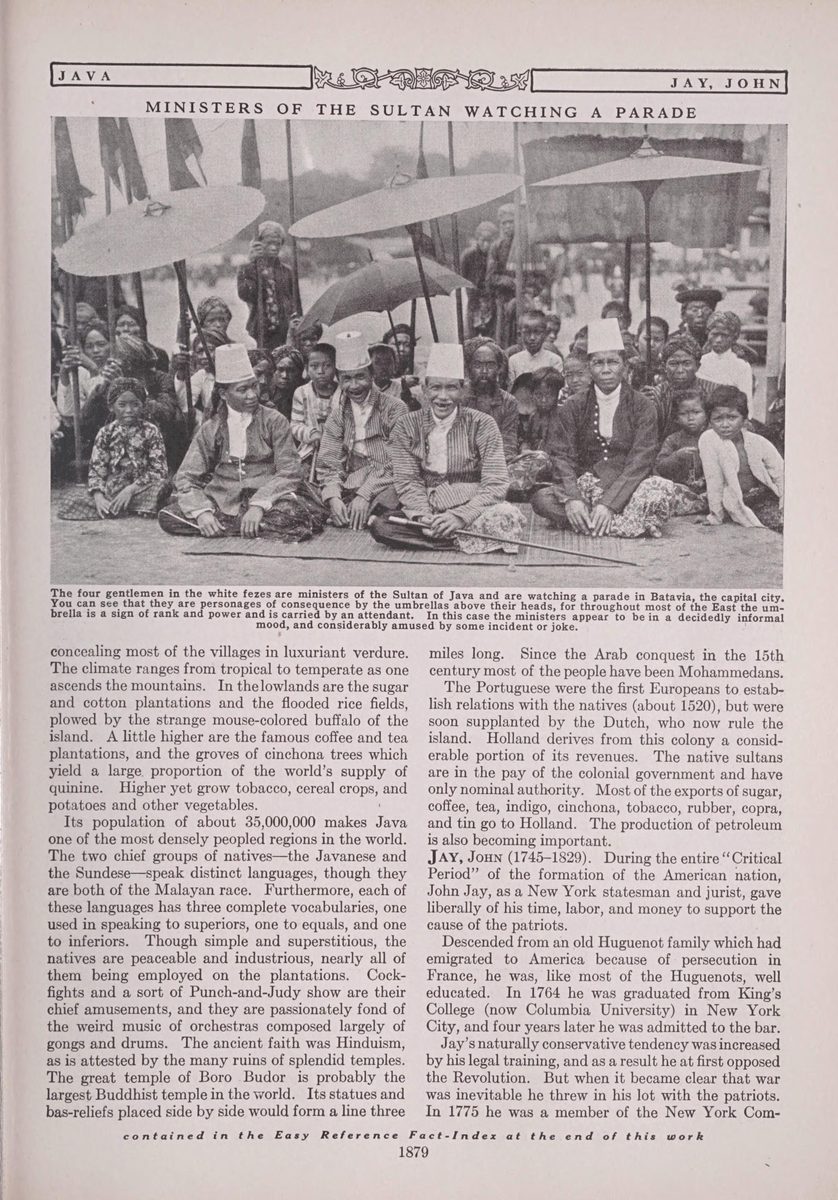 JAVA
JAY, JOHN
MINISTERS OF THE SULTAN WATCHING A PARADE
The four gentlemen in the white fezes are ministers of the Sultan of Java and are watching a parade in Batavia, the capital city.
You can see that they are personages of consequence by the umbrellas above their heads, for throughout most of the East the um-
brella is a sign of rank and power and is carried by an attendant. In this case the ministers appear to be in a decidedly informal
mood, and considerably amused by some incident or joke.
concealing most of the villages in luxuriant verdure.
The climate ranges from tropical to temperate as one
ascends the mountains. In the lowlands are the sugar
and cotton plantations and the flooded rice fields,
plowed by the strange mouse-colored buffalo of the
island. A little higher are the famous coffee and tea
plantations, and the groves of cinchona trees which
yield a large proportion of the world's supply of
quinine. Higher yet grow tobacco, cereal crops, and
potatoes and other vegetables.
Its population of about 35,000,000 makes Java
one of the most densely peopled regions in the world.
The two chief groups of natives—the Javanese and
the Sundese—speak distinct languages, though they
are both of the Malayan race. Furthermore, each of
these languages has three complete vocabularies, one
used in speaking to superiors, one to equals, and one
to inferiors. Though simple and superstitious, the
natives are peaceable and industrious, nearly all of
them being employed on the plantations. Cock-
fights and a sort of Punch-and-Judy show are their
chief amusements, and they are passionately fond of
the weird music of orchestras composed largely of
gongs and drums. The ancient faith was Hinduism,
as is attested by the many ruins of splendid temples.
The great temple of Boro Budor is probably the
largest Buddhist temple in the world. Its statues and
bas-reliefs placed side by side would form a line three
miles long. Since the Arab conquest in the 15th
century most of the people have been Mohammedans.
The Portuguese were the first Europeans to estab-
lish relations with the natives (about 1520), but were
soon supplanted by the Dutch, who now rule the
island. Holland derives from this colony a consid-
erable portion of its revenues. The native sultans
are in the pay of the colonial government and have
only nominal authority. Most of the exports of sugar,
coffee, tea, indigo, cinchona, tobacco, rubber, copra,
and tin go to Holland. The production of petroleum
is also becoming important.
JAY, JOHN (1745-1829). During the entire "Critical
Period" of the formation of the American nation,
John Jay, as a New York statesman and jurist, gave
liberally of his time, labor, and money to support the
cause of the patriots.
Descended from an old Huguenot family which had
emigrated to America because of persecution in
France, he was, like most of the Huguenots, well
educated. In 1764 he was graduated from King's
College (now Columbia University) in New York
City, and four years later he was admitted to the bar.
Jay's naturally conservative tendency was increased
by his legal training, and as a result he at first opposed
the Revolution. But when it became clear that war
was inevitable he threw in his lot with the patriots.
In 1775 he was a member of the New York Com-
contained in the Easy Reference Fact-Index at the end of this work
1879